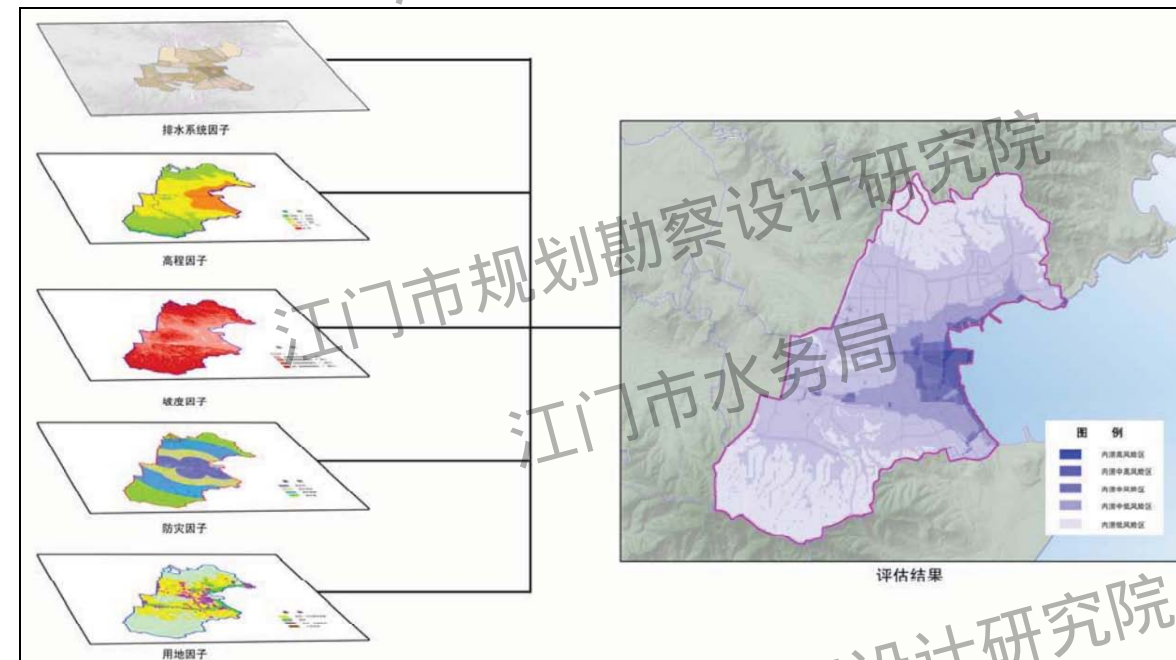 排水系统因子
高程因子
坡度因子
防灾因子
用地因子
图 例
内涝高风险区
内涝中高风险区
内涝中风险区
内涝中低风险区
内涝低风险区
评估结果
江门市规划勘察设计研究院
江门市水务局
设计研究院